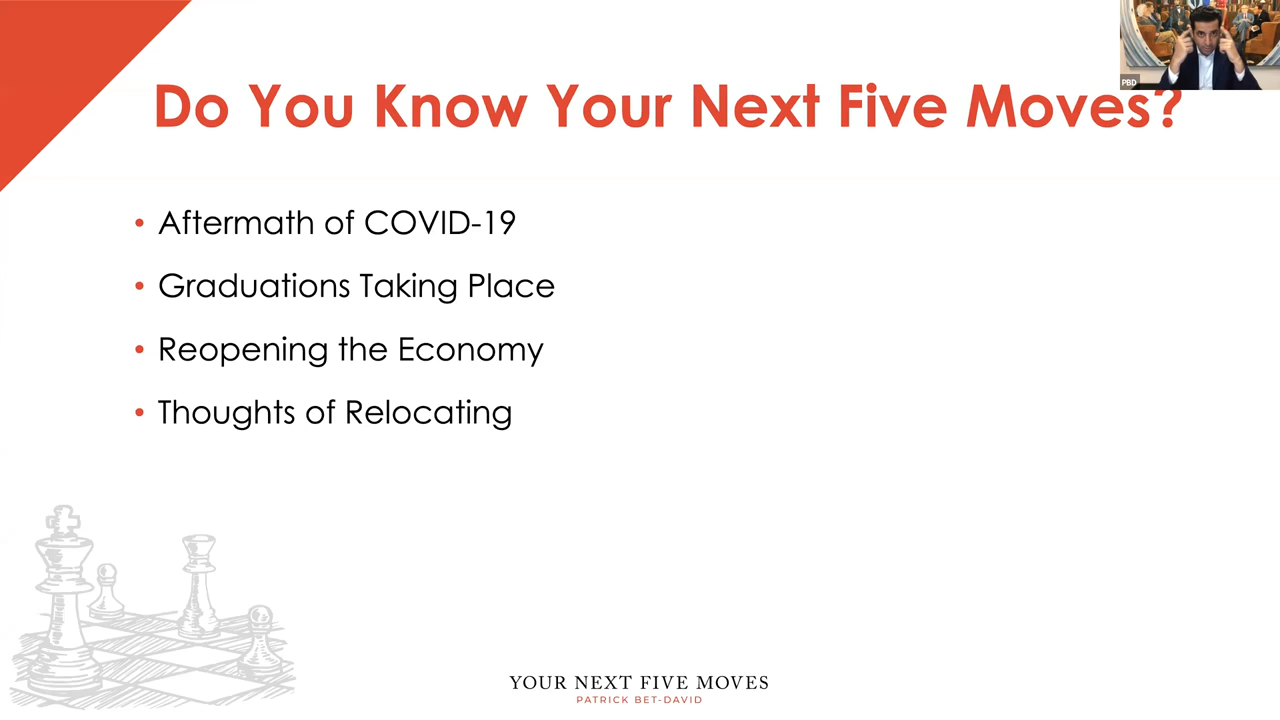 PBD
Do You Know Your Next Five Moves?
• Aftermath of COVID-19
• Graduations Taking Place
• Reopening the Economy
• Thoughts of Relocating
YOUR NEXT FIVE MOVES
PATRICK BET-DAVID